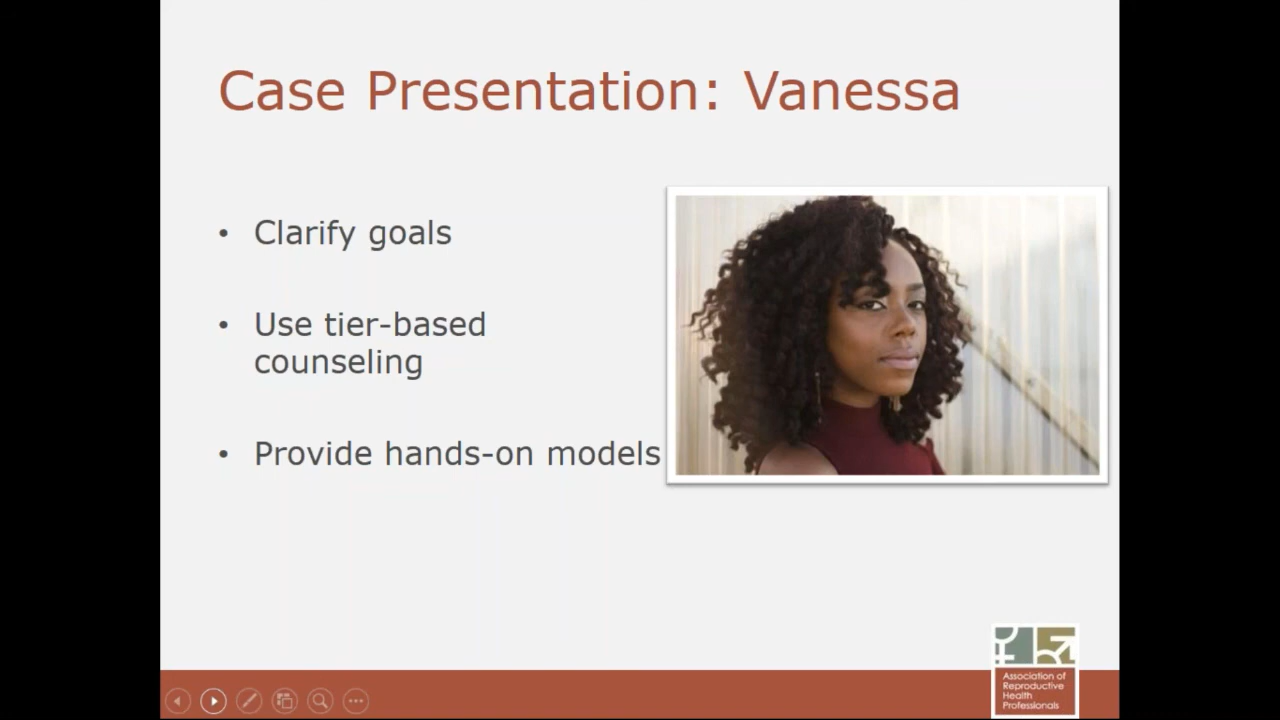 Case Presentation: Vanessa
• Clarify goals
• Use tier-based
counseling
• Provide hands-on models
Association of
Reproductive
Health
Professionals